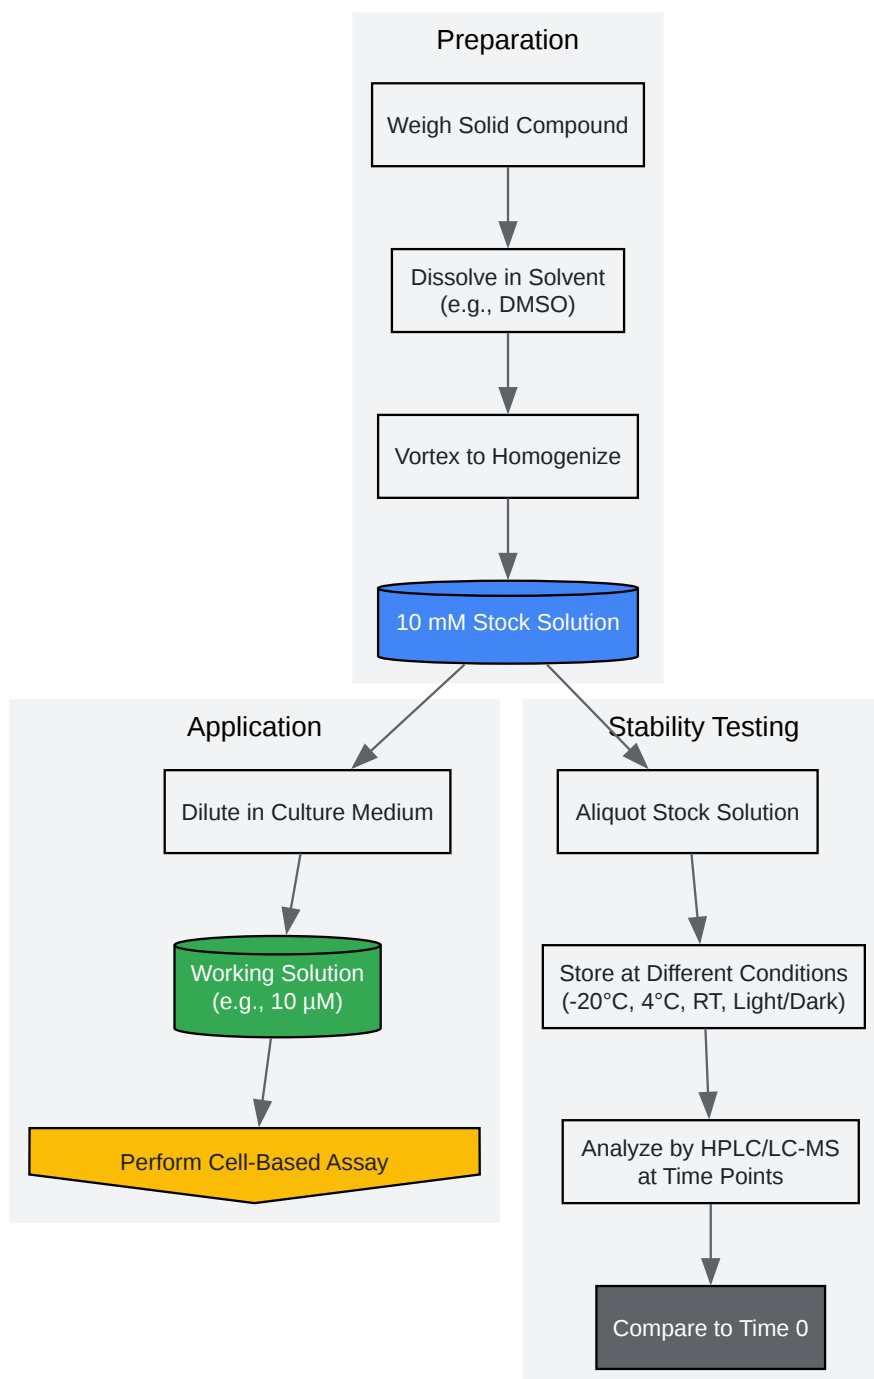 Preparation
Weigh Solid Compound
Dissolve in Solvent
(e.g., DMSO)
Vortex to Homogenize
10 mM Stock Solution
Application
Dilute in Culture Medium
Working Solution
(e.g., 10 µM)
Perform Cell-Based Assay
Stability Testing
Aliquot Stock Solution
Store at Different Conditions
(-20°C, 4°C, RT, Light/Dark)
Analyze by HPLC/LC-MS
at Time Points
Compare to Time 0